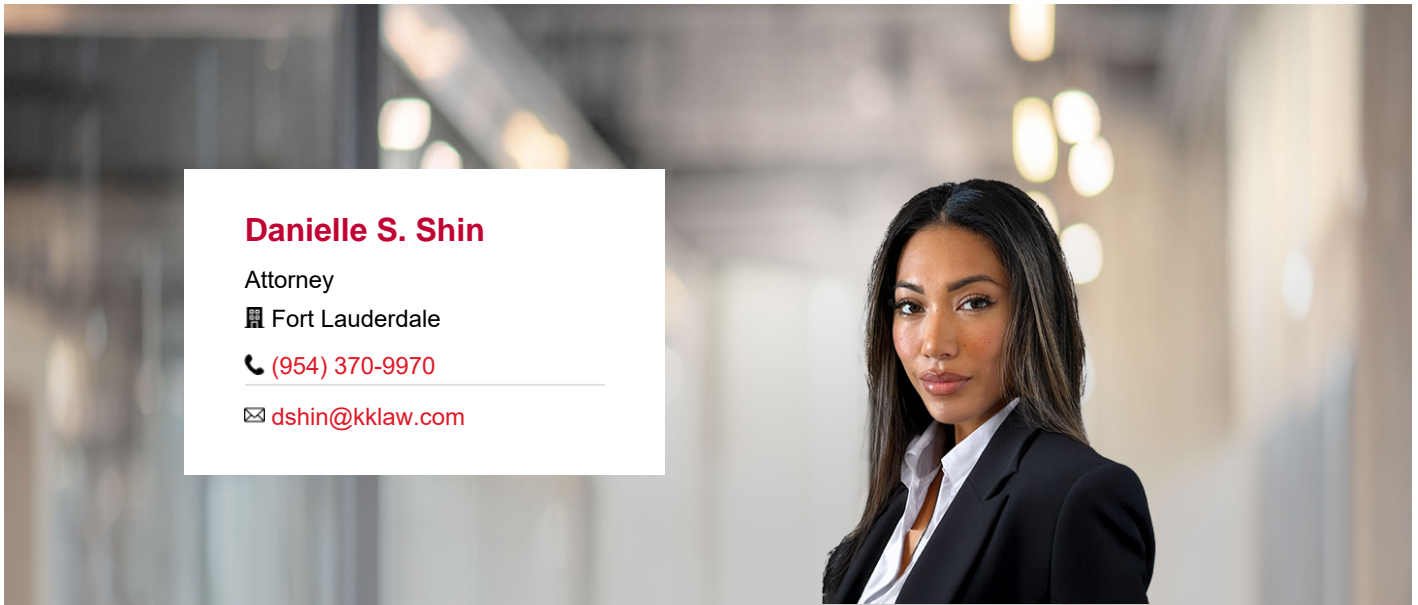 Danielle S. Shin
Attorney
Fort Lauderdale
(954) 370-9970
dshin@kklaw.com